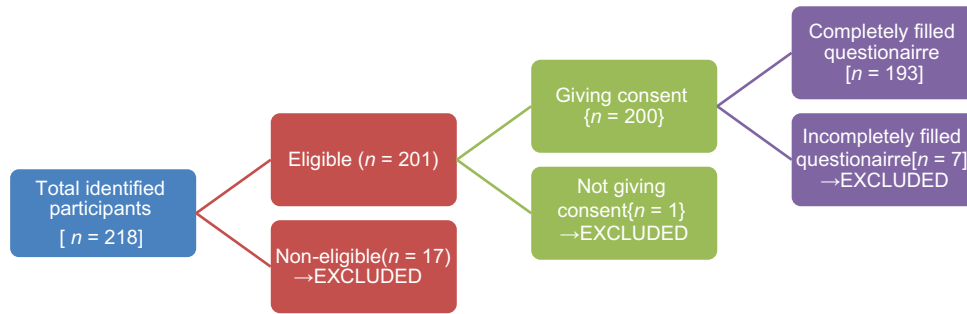 Total identified
participants
[ n = 218]
Eligible (n = 201)
Non-eligible(n = 17)
→EXCLUDED
Giving consent
{n = 200}
Not giving
consent{n = 1}
→EXCLUDED
Completely filled
questionairre
[n = 193]
Incompletely filled
questionairre[n = 7]
→EXCLUDED